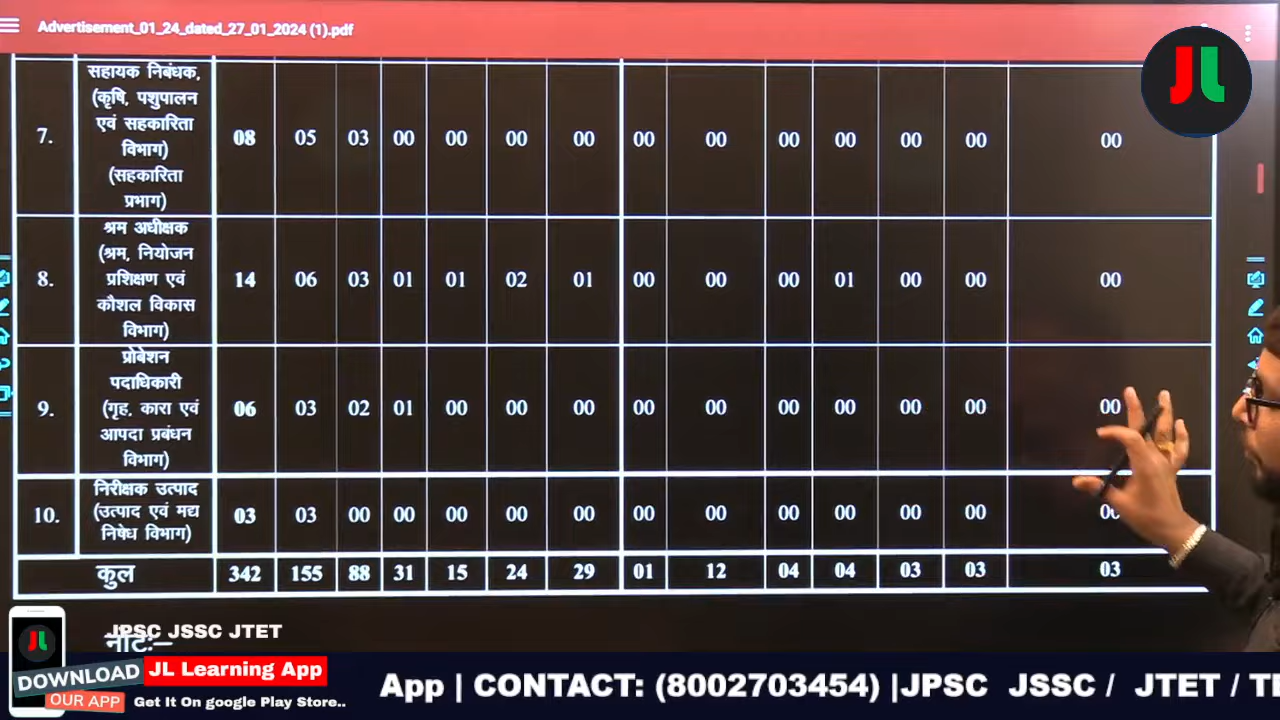 Advertisement_01_24_dated_27_01_2024 (1).pdf
JL
7. सहायक निबंधक, (कृषि, पशुपालन एवं सहकारिता विभाग) (सहकारिता प्रभाग) 08 05 03 00 00 00 00 00 00 00 00 00 00 00
8. श्रम अधीक्षक (श्रम, नियोजन प्रशिक्षण एवं कौशल विकास विभाग) 14 06 03 01 01 02 01 00 00 00 01 00 00 00
9. प्रोबेशन पदाधिकारी (गृह, कारा एवं आपदा प्रबंधन विभाग) 06 03 02 01 00 00 00 00 00 00 00 00 00 00
10. निरीक्षक उत्पाद (उत्पाद एवं मद्य निषेध विभाग) 03 03 00 00 00 00 00 00 00 00 00 00 00 00
कुल 342 155 88 31 15 24 29 01 12 04 04 03 03 03
नोटः–
JPSC JSSC JTET
JL
DOWNLOAD
OUR APP
JL Learning App
Get It On google Play Store..
App | CONTACT: (8002703454) |JPSC JSSC / JTET /